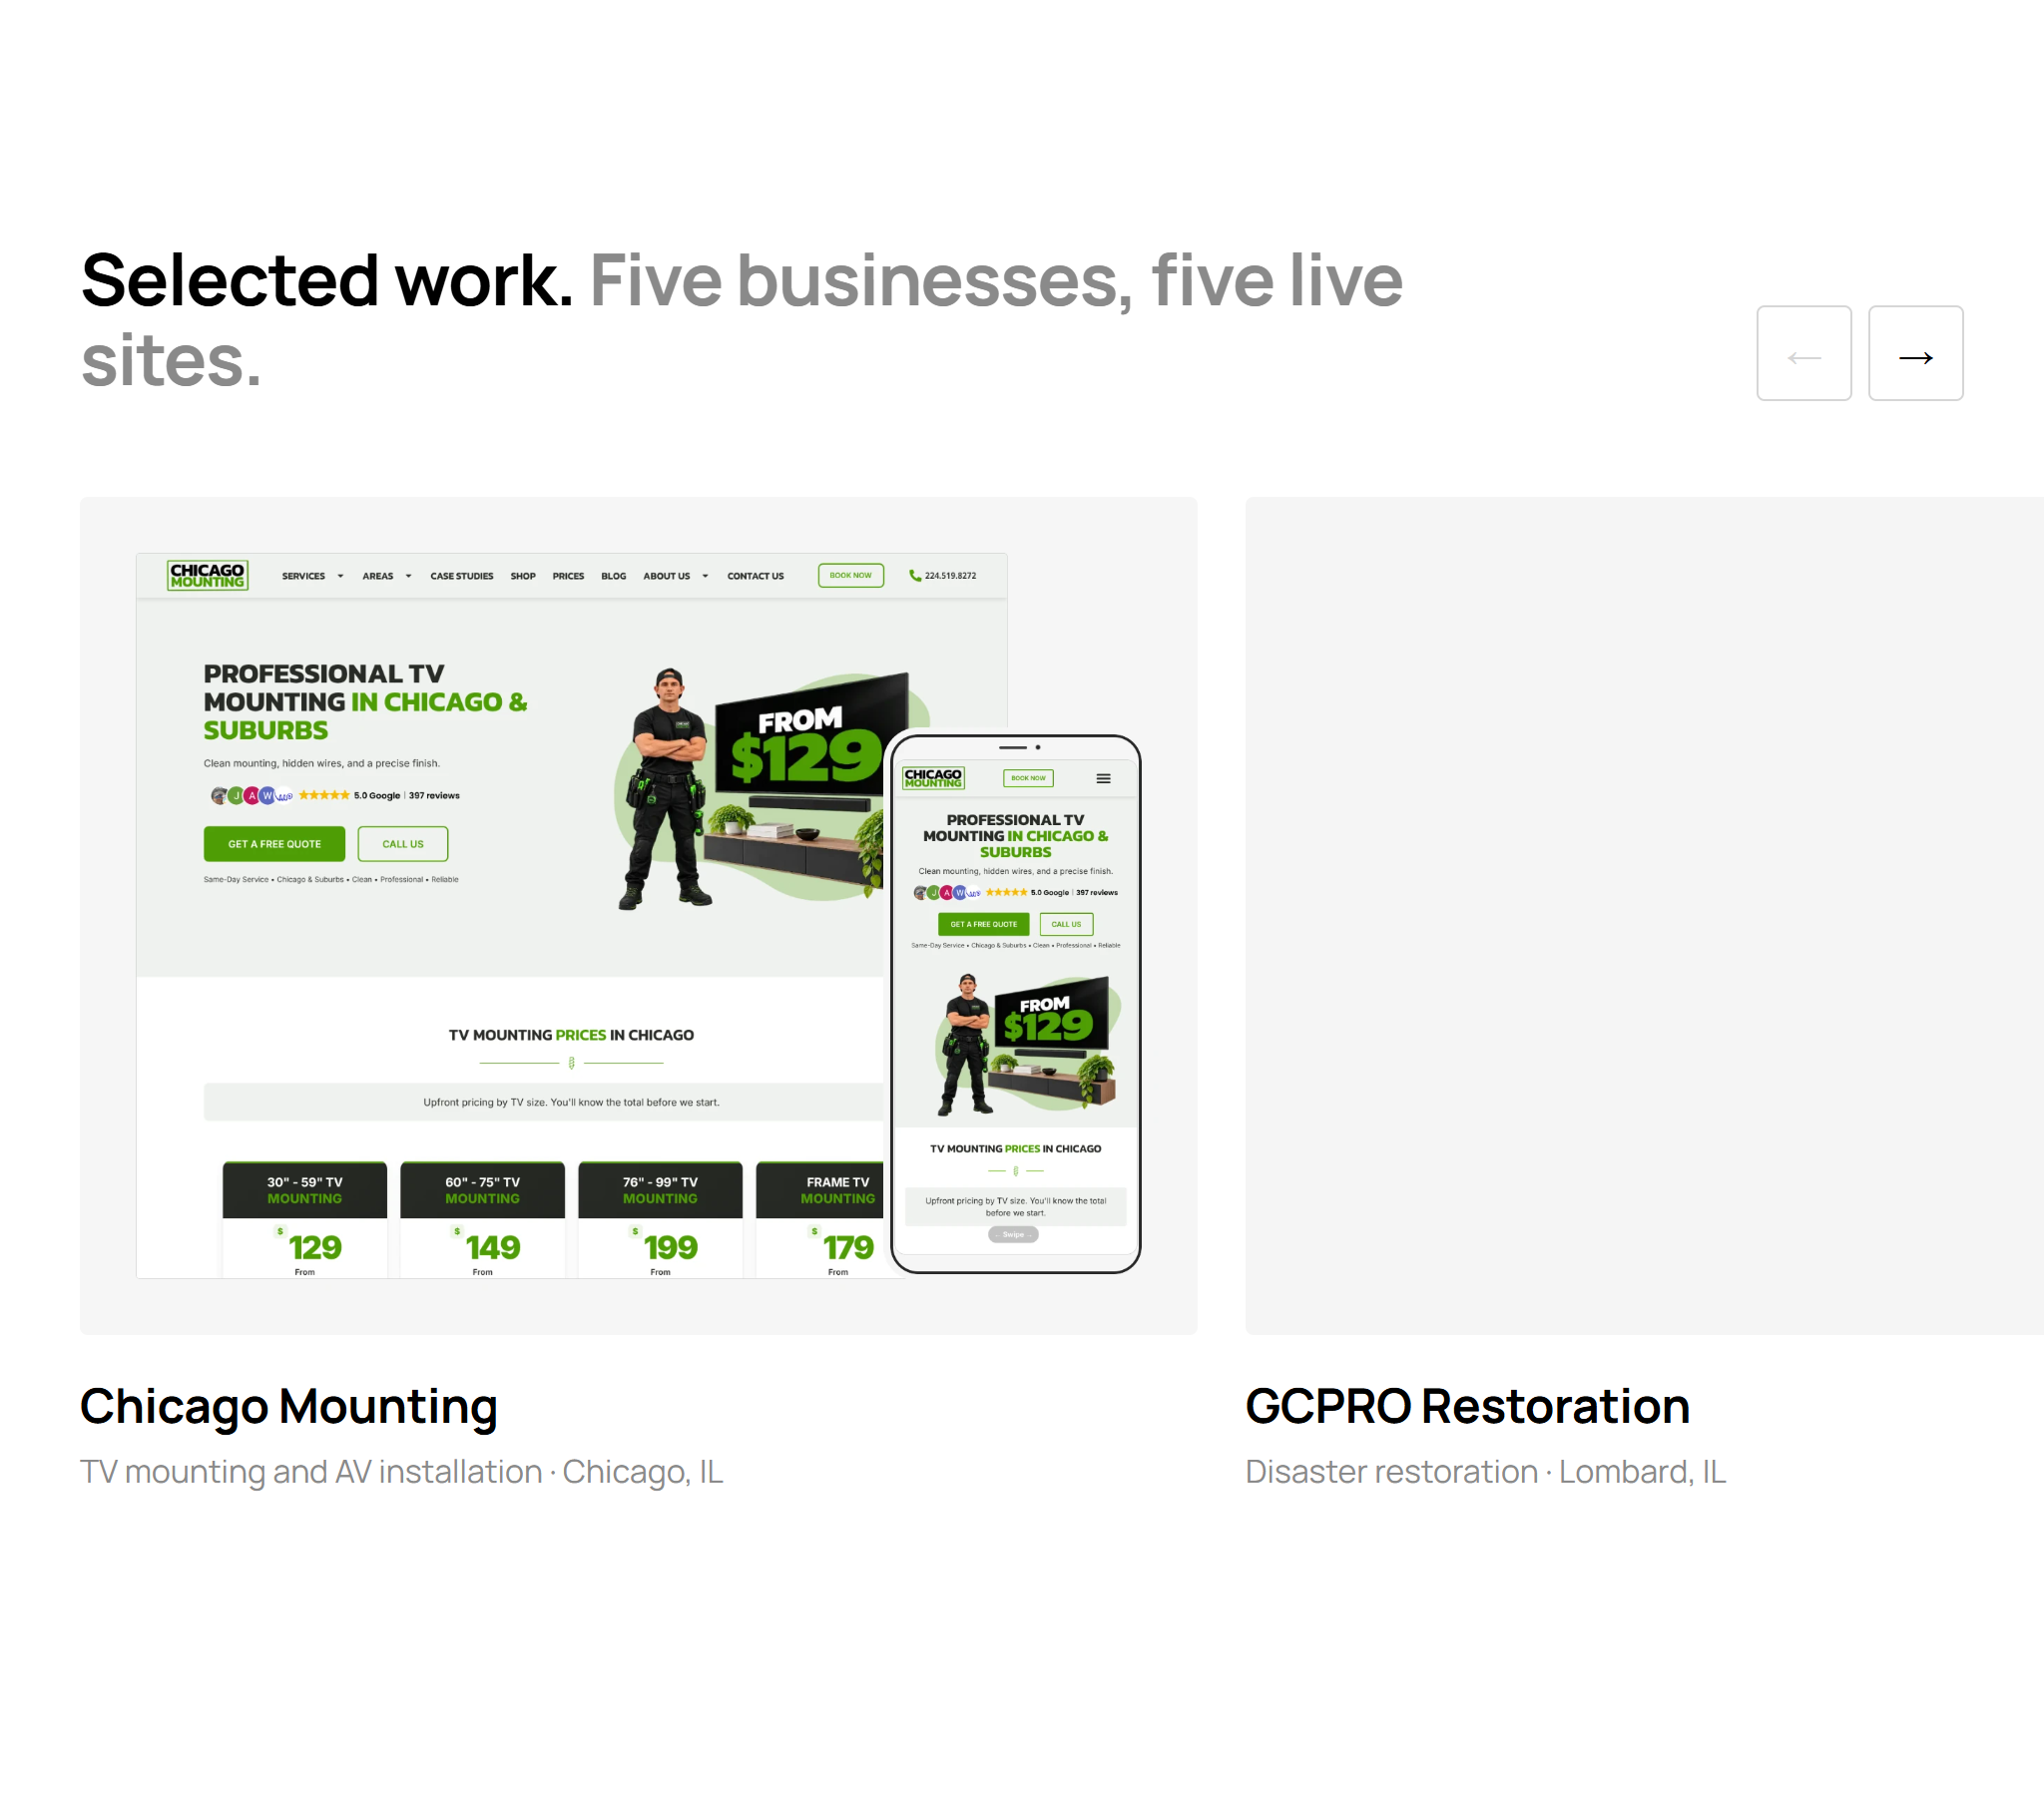 Selected work. Five businesses, five live
sites.
←
→
CHICAGO
MOUNTING
SERVICES AREAS CASE STUDIES SHOP PRICES BLOG ABOUT US CONTACT US BOOK NOW 224.519.8272
PROFESSIONAL TV
MOUNTING IN CHICAGO &
SUBURBS
Clean mounting, hidden wires, and a precise finish.
J A W 5.0 Google | 397 reviews
GET A FREE QUOTE CALL US
Same-Day Service • Chicago & Suburbs • Clean • Professional • Reliable
FROM
$129
TV MOUNTING PRICES IN CHICAGO
Upfront pricing by TV size. You'll know the total before we start.
30" - 59" TV
MOUNTING
$ 129
From
60" - 75" TV
MOUNTING
$ 149
From
76" - 99" TV
MOUNTING
$ 199
From
FRAME TV
MOUNTING
$ 179
From
CHICAGO
MOUNTING
BOOK NOW
PROFESSIONAL TV
MOUNTING IN CHICAGO &
SUBURBS
Clean mounting, hidden wires, and a precise finish.
J A W 5.0 Google | 397 reviews
GET A FREE QUOTE CALL US
Same-Day Service • Chicago & Suburbs • Clean • Professional • Reliable
FROM
$129
TV MOUNTING PRICES IN CHICAGO
Upfront pricing by TV size. You'll know the total
before we start.
Swipe
Chicago Mounting
TV mounting and AV installation · Chicago, IL
GCPRO Restoration
Disaster restoration · Lombard, IL